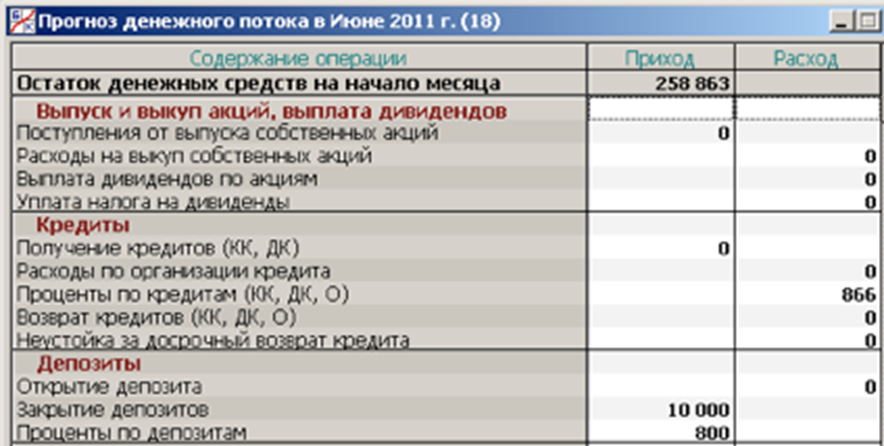 Прогноз денежного потока в Июне 2011 г. (18)
Содержание операции Приход Расход
Остаток денежных средств на начало месяца 258 863
Выпуск и выкуп акций, выплата дивидендов
Поступления от выпуска собственных акций 0
Расходы на выкуп собственных акций 0
Выплата дивидендов по акциям 0
Уплата налога на дивиденды 0
Кредиты
Получение кредитов (КК, ДК) 0
Расходы по организации кредита 0
Проценты по кредитам (КК, ДК, О) 866
Возврат кредитов (КК, ДК, О) 0
Неустойка за досрочный возврат кредита 0
Депозиты
Открытие депозита 0
Закрытие депозитов 10 000
Проценты по депозитам 800